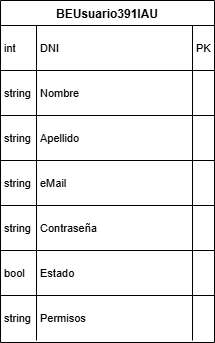 BEUsuario391IAU
int DNI PK
string Nombre
string Apellido
string eMail
string Contraseña
bool Estado
string Permisos